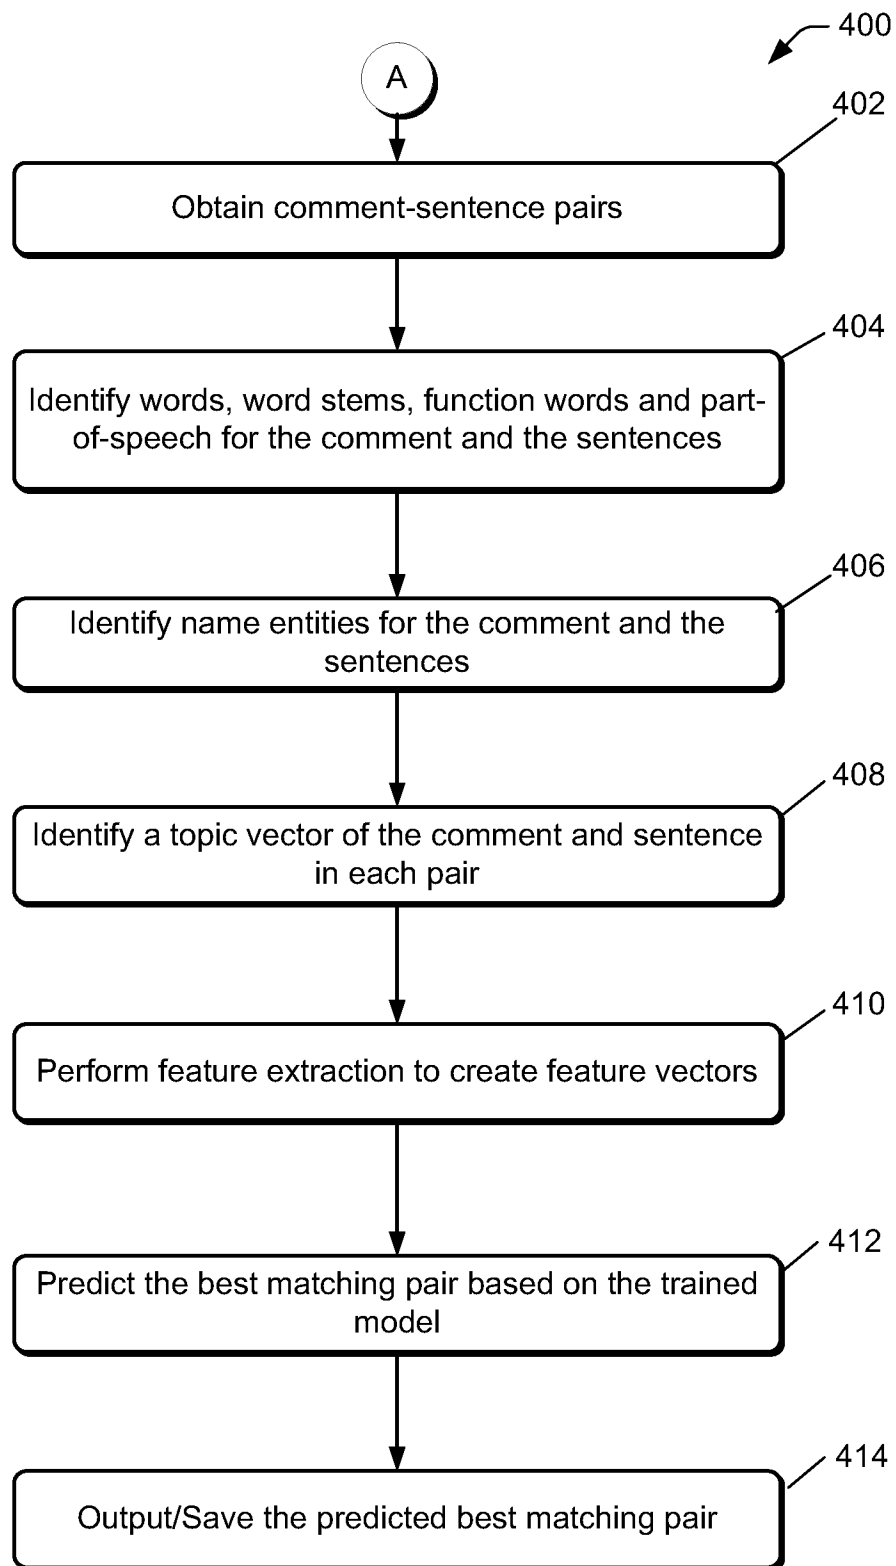 400
A
402
Obtain comment-sentence pairs
404
Identify words, word stems, function words and part-
of-speech for the comment and the sentences
406
Identify name entities for the comment and the
sentences
408
Identify a topic vector of the comment and sentence
in each pair
410
Perform feature extraction to create feature vectors
412
Predict the best matching pair based on the trained
model
414
Output/Save the predicted best matching pair